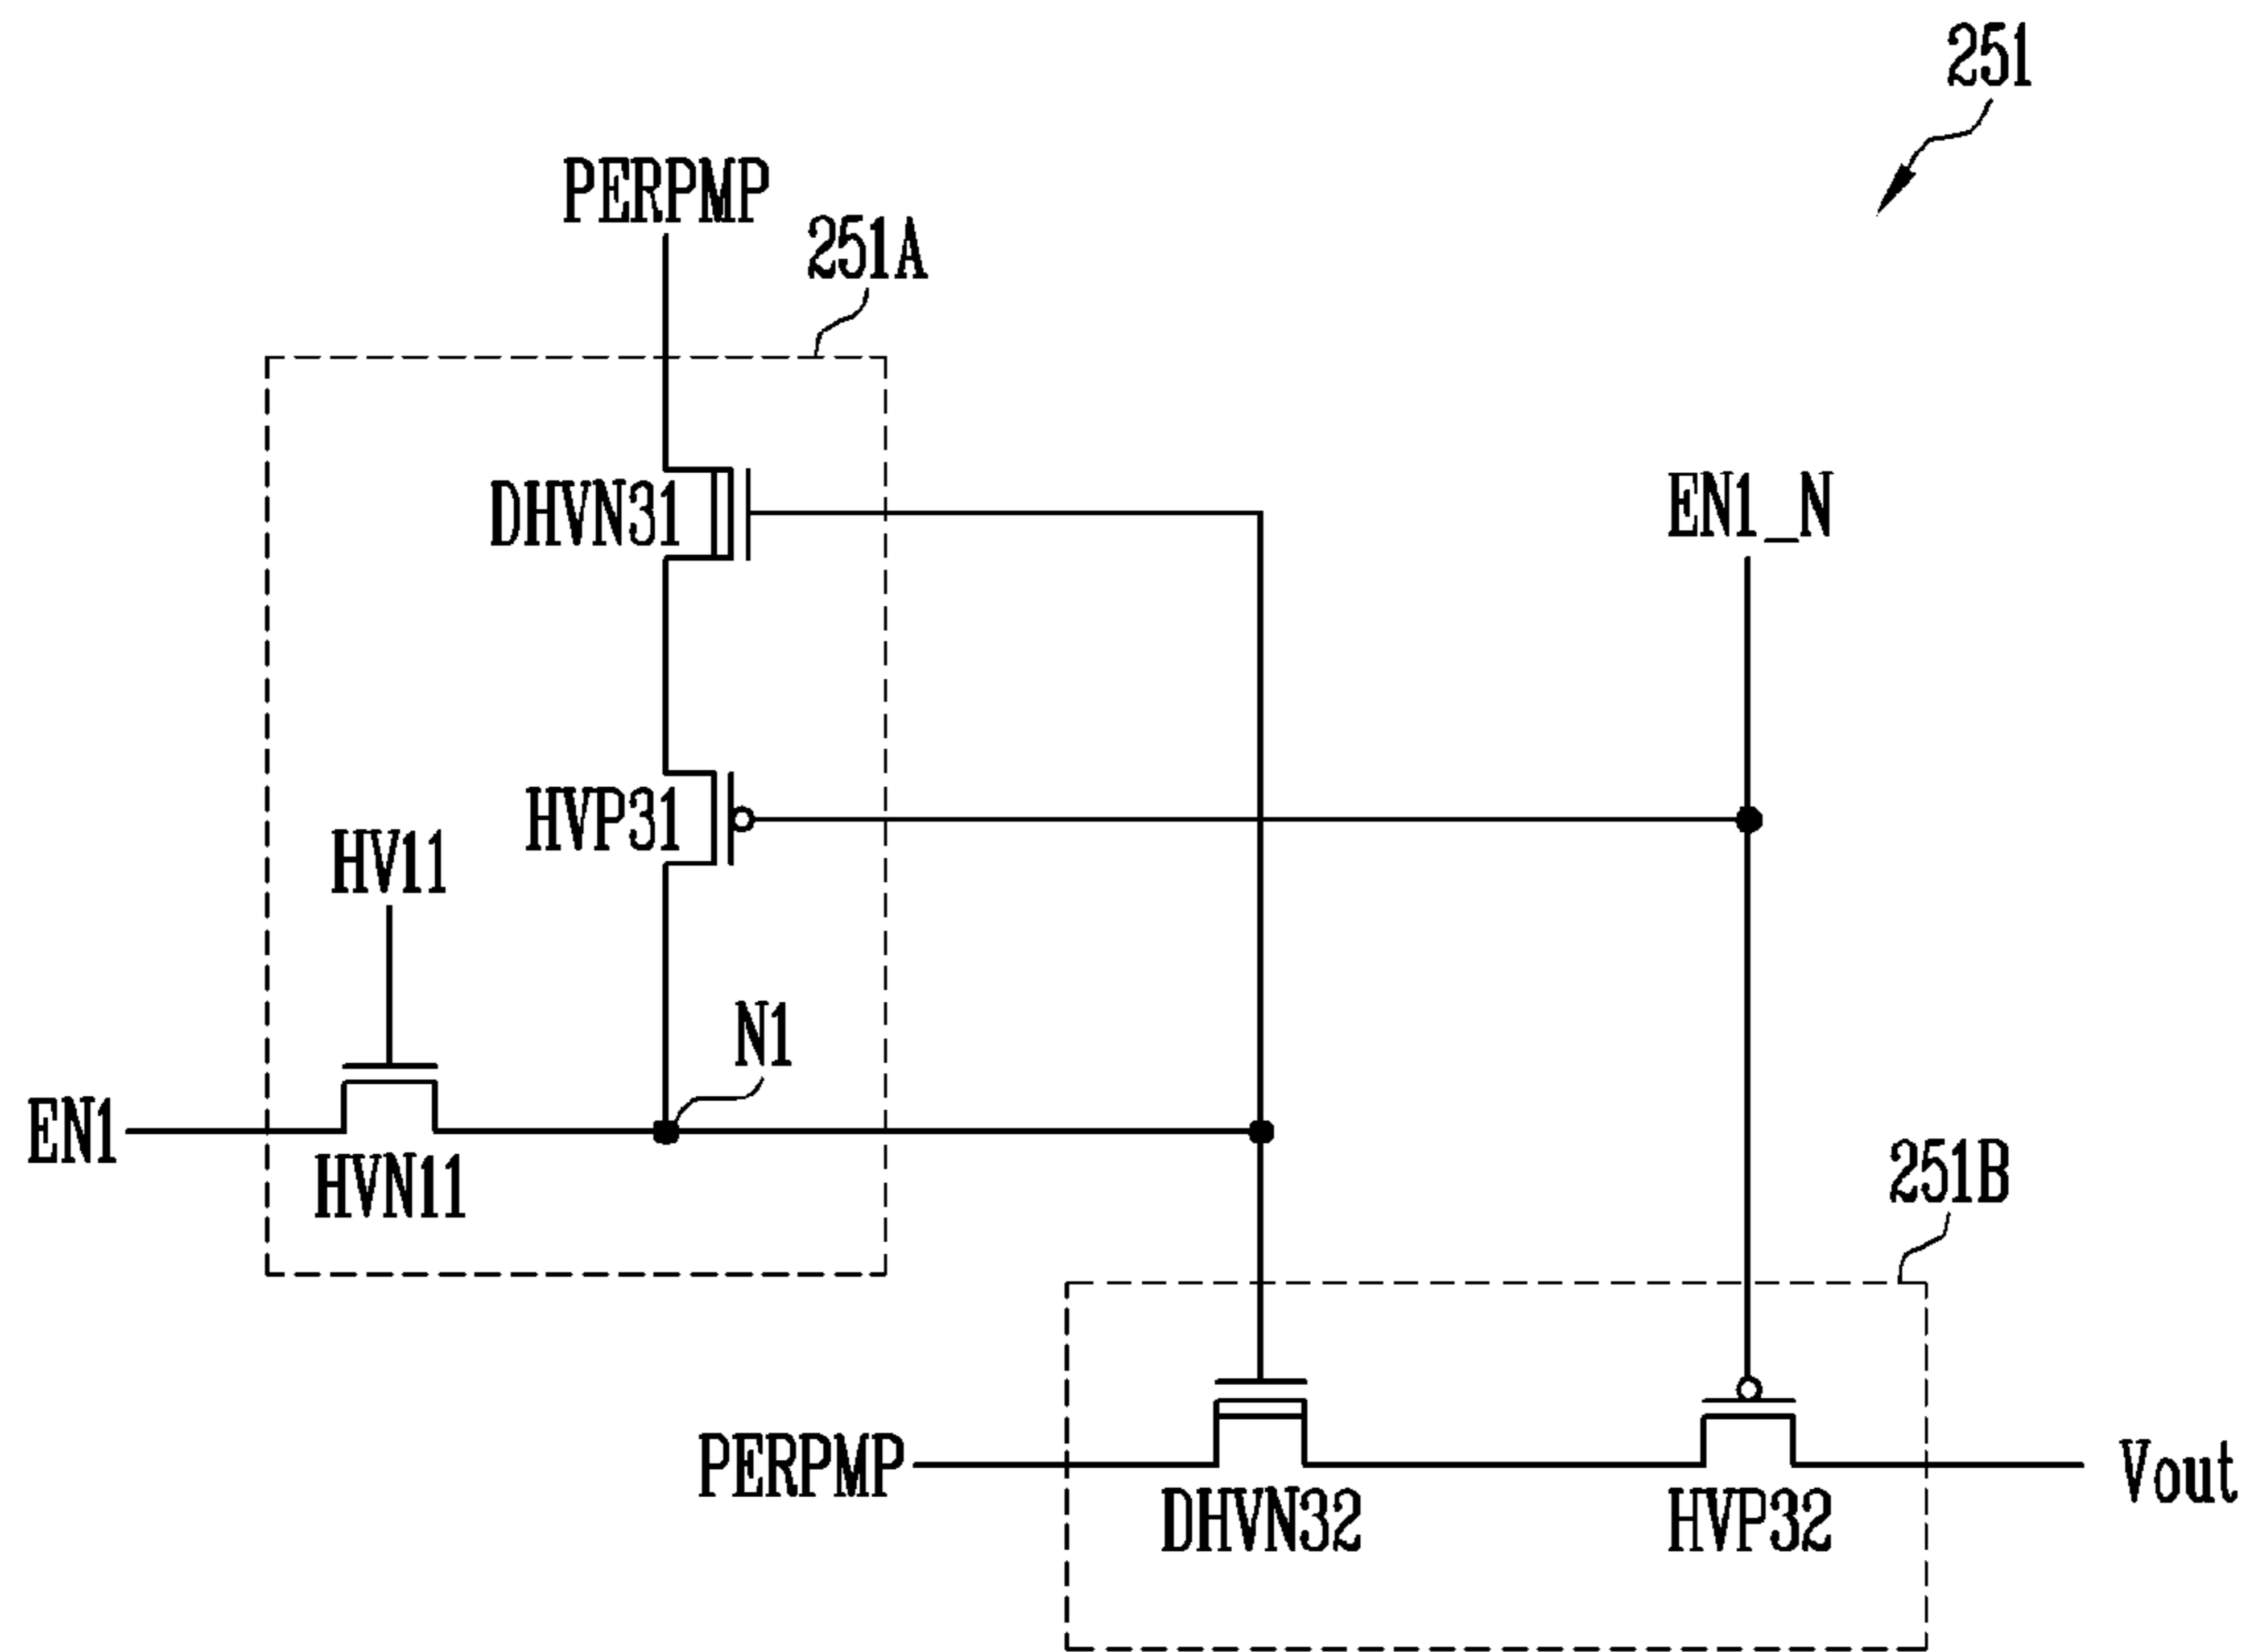 251
PERPMP
251A
DHVN31
EN1_N
HVP31
HV11
N1
EN1
HVN11
251B
PERPMP
Vout
DHVN32
HVP32